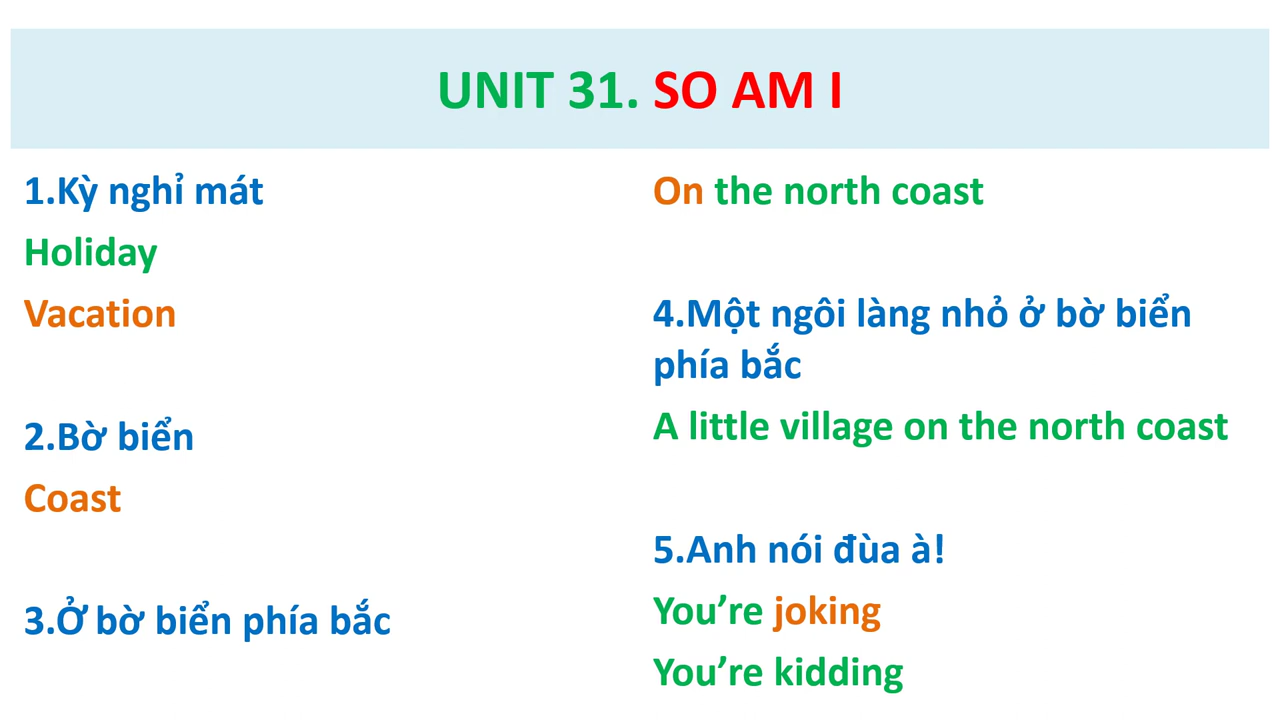 UNIT 31. SO AM I
1.Kỳ nghỉ mát
Holiday
Vacation
2.Bờ biển
Coast
3.Ở bờ biển phía bắc
On the north coast
4.Một ngôi làng nhỏ ở bờ biển
phía bắc
A little village on the north coast
5.Anh nói đùa à!
You’re joking
You’re kidding